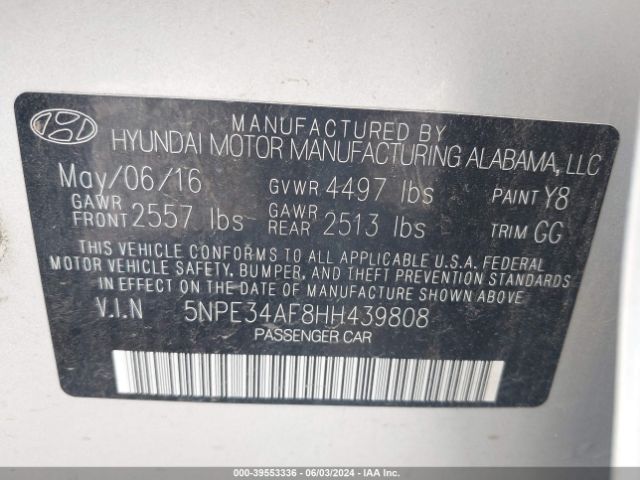 MANUFACTURED BY
HYUNDAI MOTOR MANUFACTURING ALABAMA, LLC
May/06/16 GVWR 4497 lbs PAINT Y8
GAWR FRONT 2557 lbs GAWR REAR 2513 lbs TRIM GG
THIS VEHICLE CONFORMS TO ALL APPLICABLE U.S.A. FEDERAL
MOTOR VEHICLE SAFETY, BUMPER, AND THEFT PREVENTION STANDARDS
IN EFFECT ON THE DATE OF MANUFACTURE SHOWN ABOVE.
V.I.N 5NPE34AF8HH439808
PASSENGER CAR
000-39553336 - 06/03/2024 - IAA Inc.